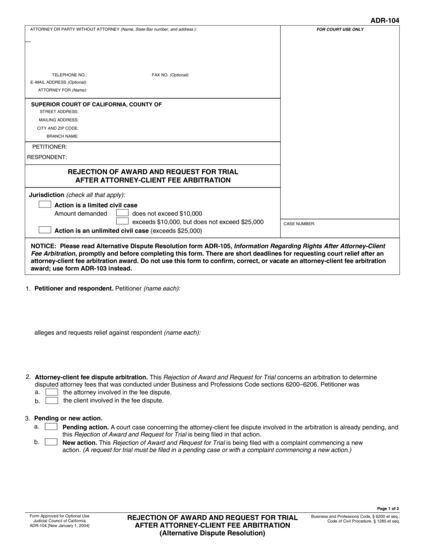 ADR-104
ATTORNEY OR PARTY WITHOUT ATTORNEY (Name, State Bar number, and address ):
FOR COURT USE ONLY
TELEPHONE NO.:
FAX NO. (Optional):
E-MAIL ADDRESS (Optional):
ATTORNEY FOR (Name):
SUPERIOR COURT OF CALIFORNIA, COUNTY OF
STREET ADDRESS:
MAILING ADDRESS:
CITY AND ZIP CODE:
BRANCH NAME:
PETITIONER:
RESPONDENT:
REJECTION OF AWARD AND REQUEST FOR TRIAL
AFTER ATTORNEY-CLIENT FEE ARBITRATION
Jurisdiction (check all that apply):
Action is a limited civil case
Amount demanded
does not exceed $10,000
exceeds $10,000, but does not exceed $25,000
Action is an unlimited civil case (exceeds $25,000)
CASE NUMBER:
NOTICE: Please read Alternative Dispute Resolution form ADR-105, Information Regarding Rights After Attorney-Client
Fee Arbitration, promptly and before completing this form. There are short deadlines for requesting court relief after an
attorney-client fee arbitration award. Do not use this form to confirm, correct, or vacate an attorney-client fee arbitration
award; use form ADR-103 instead.
1. Petitioner and respondent. Petitioner (name each):
alleges and requests relief against respondent (name each):
2. Attorney-client fee dispute arbitration. This Rejection of Award and Request for Trial concerns an arbitration to determine
disputed attorney fees that was conducted under Business and Professions Code sections 6200–6206. Petitioner was
a. the attorney involved in the fee dispute.
b. the client involved in the fee dispute.
3. Pending or new action.
a. Pending action. A court case concerning the attorney-client fee dispute involved in the arbitration is already pending, and
this Rejection of Award and Request for Trial is being filed in that action.
b. New action. This Rejection of Award and Request for Trial is being filed with a complaint commencing a new
action. (A request for trial must be filed in a pending case or with a complaint commencing a new action.)
Page 1 of 2
Form Approved for Optional Use
Judicial Council of California
ADR-104 [New January 1, 2004]
REJECTION OF AWARD AND REQUEST FOR TRIAL
AFTER ATTORNEY-CLIENT FEE ARBITRATION
(Alternative Dispute Resolution)
Business and Professions Code, § 6200 et seq.,
Code of Civil Procedure, § 1285 et seq.